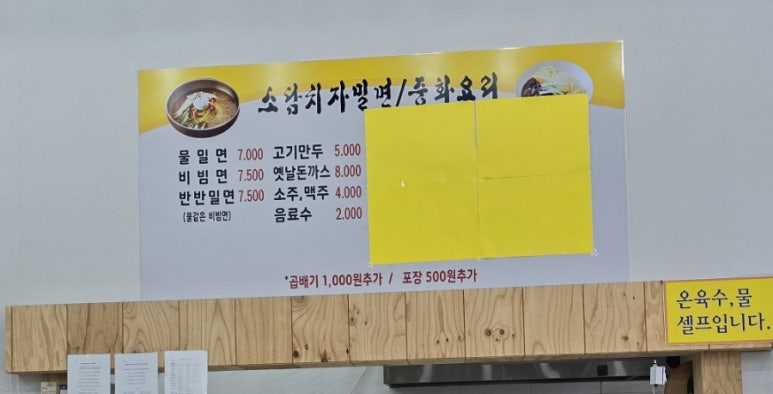 소담치자밀면/중화요리
물밀면 7.000 고기만두 5.000
비빔면 7.500 옛날돈까스 8.000
반반밀면 7.500 소주,맥주 4.000
(물같은 비빔면) 음료수 2.000
*곱배기 1,000원추가 / 포장 500원추가
온육수,물
셀프입니다.